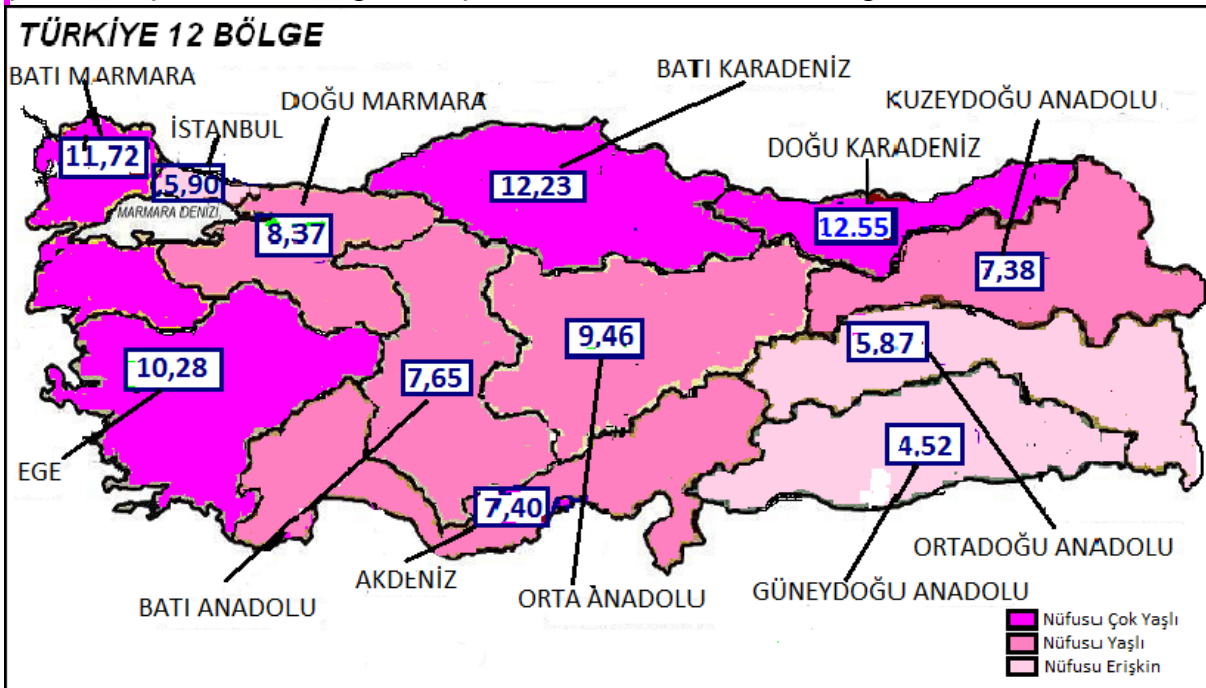 TÜRKİYE 12 BÖLGE
BATI MARMARA
BATI KARADENİZ
DOĞU MARMARA
KUZEYDOĞU ANADOLU
İSTANBUL
DOĞU KARADENİZ
11,72
5,90
12,23
MARMARA DENİZİ
8,37
12.55
7,38
10,28
7,65
9,46
5,87
4,52
EGE
7,40
ORTADOĞU ANADOLU
AKDENİZ
GÜNEYDOĞU ANADOLU
BATI ANADOLU
ORTA ANADOLU
Nüfusu Çok Yaşlı
Nüfusu Yaşlı
Nüfusu Erişkin